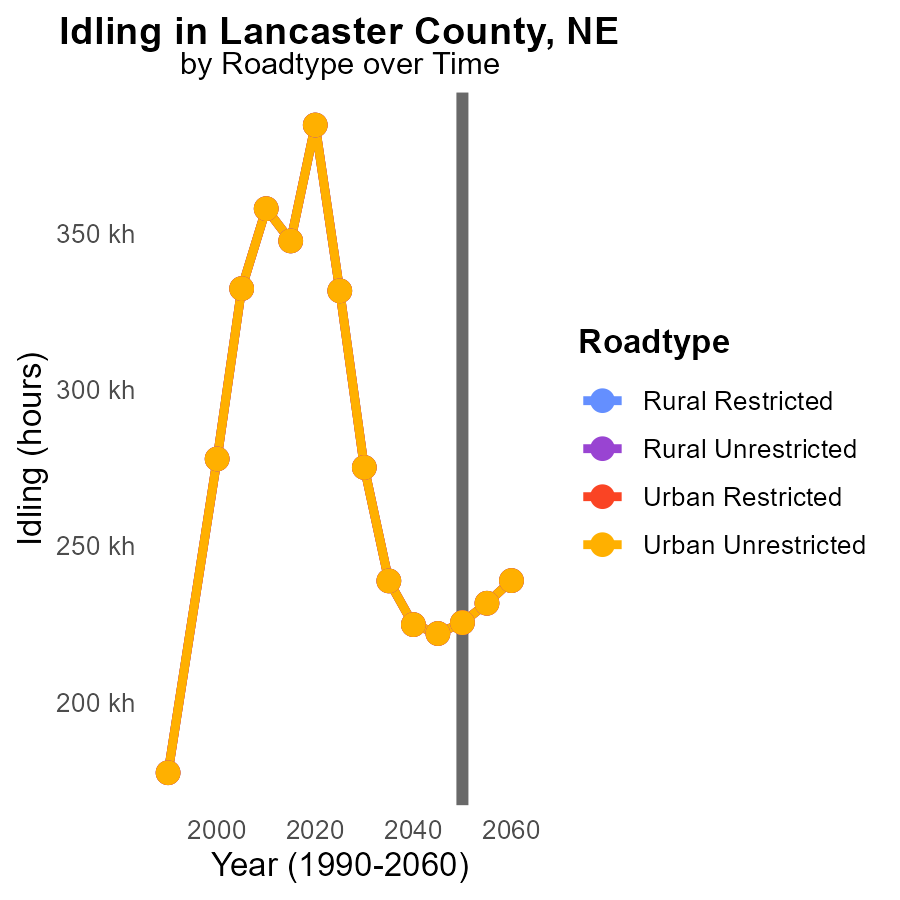 Idling in Lancaster County, NE
by Roadtype over Time
Idling (hours)
350 kh
300 kh
250 kh
200 kh
2000 2020 2040 2060
Year (1990-2060)
Roadtype
Rural Restricted
Rural Unrestricted
Urban Restricted
Urban Unrestricted